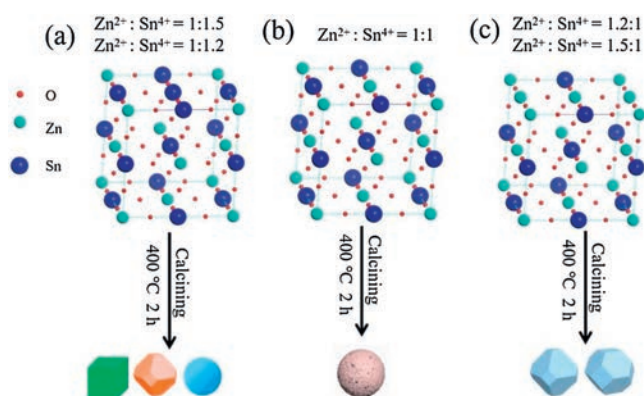 (a)
Zn²⁺ : Sn⁴⁺ = 1:1.5
Zn²⁺ : Sn⁴⁺ = 1:1.2
(b)
Zn²⁺ : Sn⁴⁺ = 1:1
(c)
Zn²⁺ : Sn⁴⁺ = 1.2:1
Zn²⁺ : Sn⁴⁺ = 1.5:1
O
Zn
Sn
Calcining
400 °C 2 h
Calcining
400 °C 2 h
Calcining
400 °C 2 h